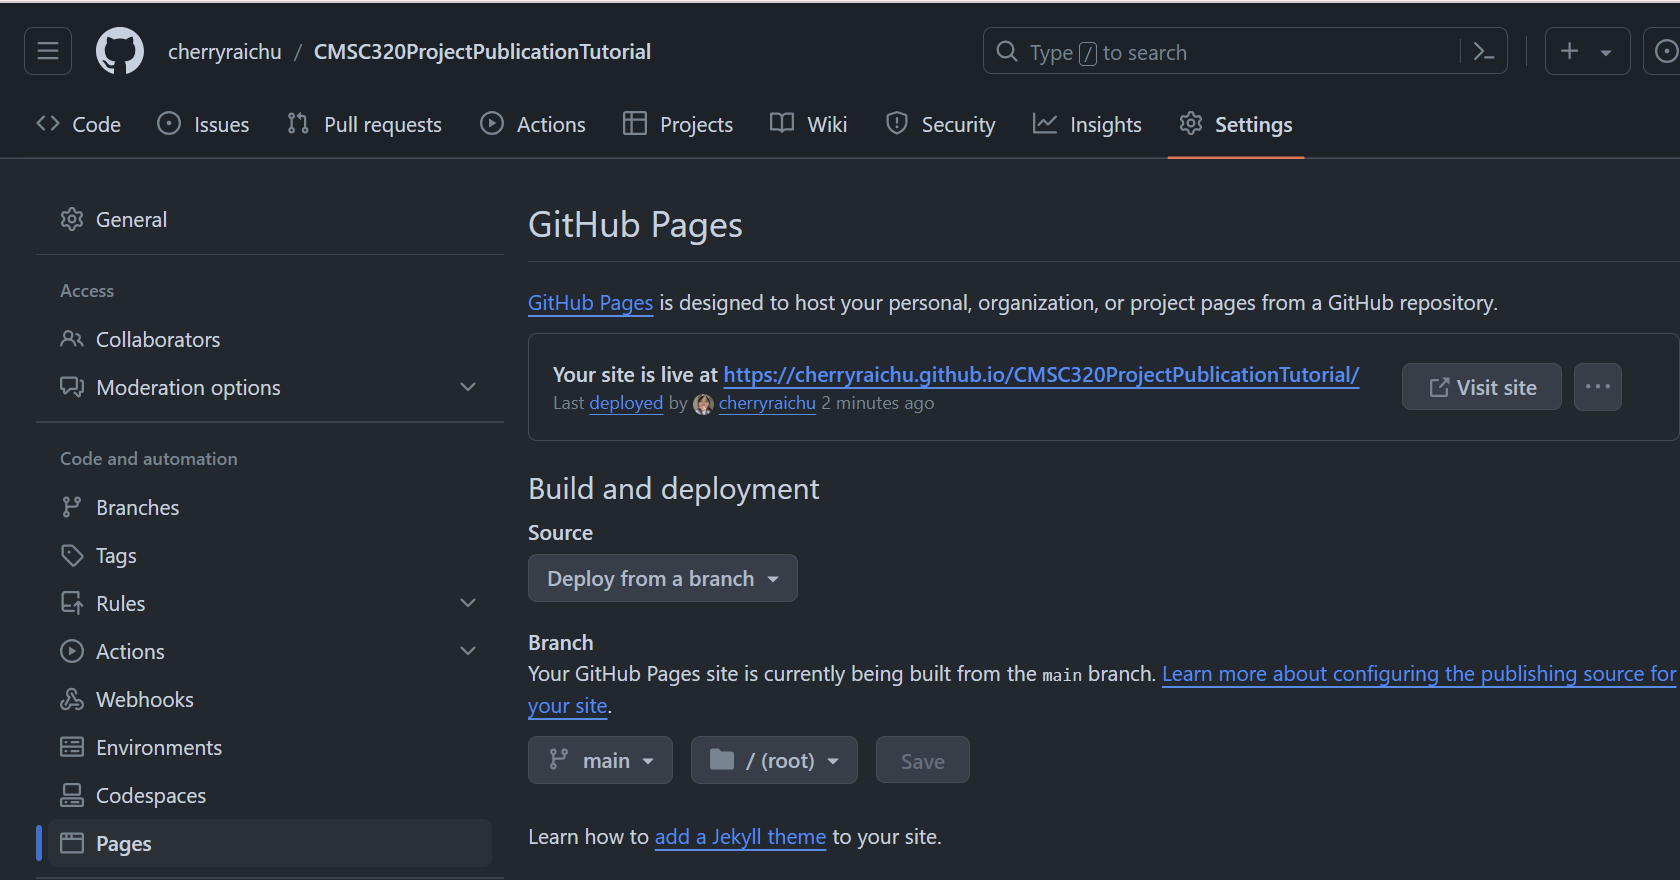 cherryraichu / CMSC320ProjectPublicationTutorial
Type / to search
Code Issues Pull requests Actions Projects Wiki Security Insights Settings
General
Access
Collaborators
Moderation options
Code and automation
Branches
Tags
Rules
Actions
Webhooks
Environments
Codespaces
Pages
GitHub Pages
GitHub Pages is designed to host your personal, organization, or project pages from a GitHub repository.
Your site is live at https://cherryraichu.github.io/CMSC320ProjectPublicationTutorial/
Last deployed by cherryraichu 2 minutes ago
Visit site
Build and deployment
Source
Deploy from a branch
Branch
Your GitHub Pages site is currently being built from the main branch. Learn more about configuring the publishing source for
your site.
main / (root) Save
Learn how to add a Jekyll theme to your site.